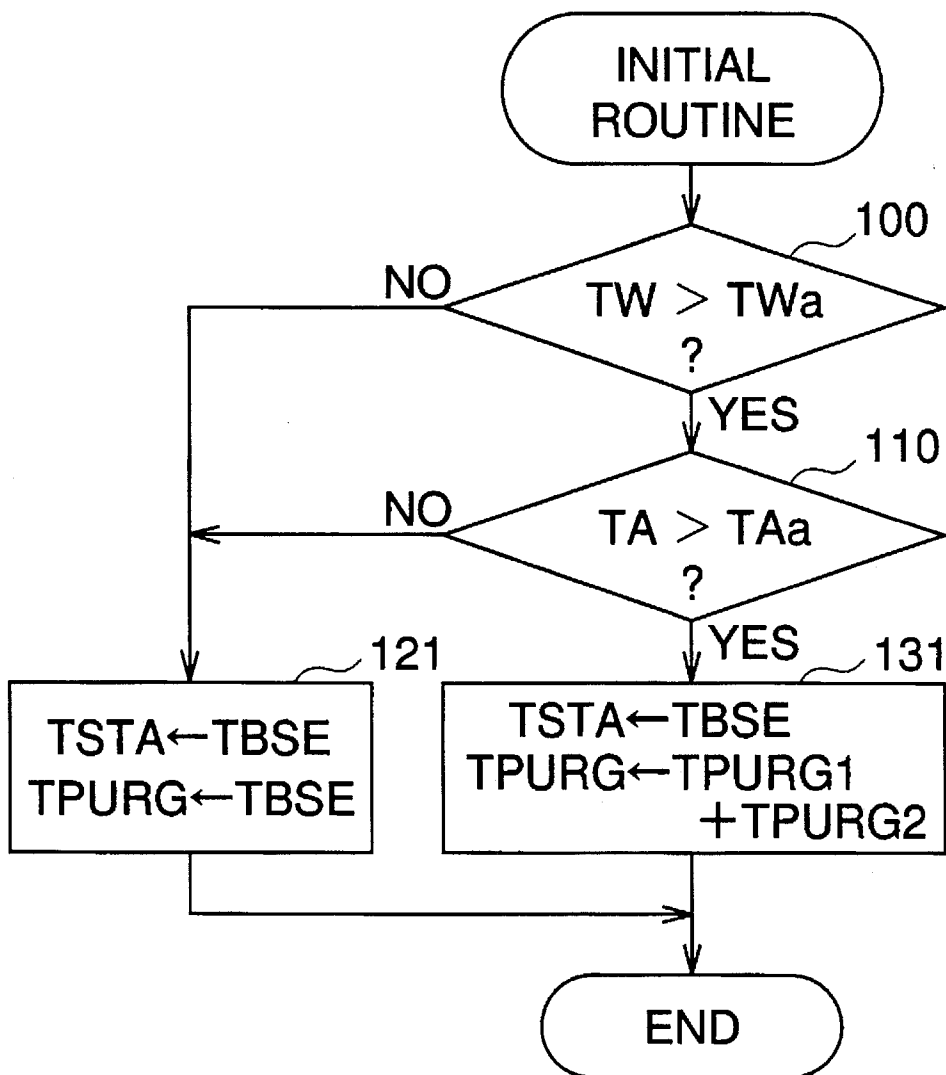 INITIAL
ROUTINE
100
NO
TW > TWa
?
YES
110
NO
TA > TAa
?
YES
121
TSTA←TBSE
TPURG←TBSE
131
TSTA←TBSE
TPURG←TPURG1
+TPURG2
END